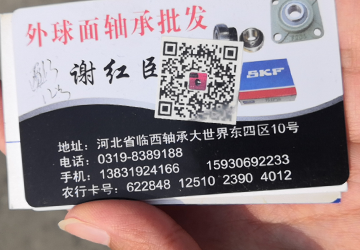 外球面轴承批发
谢红臣
SKF
地址：河北省临西轴承大世界东四区10号
电话：0319-8389188
手机：13831924166 15930692233
农行卡号：622848 12510 2390 4012